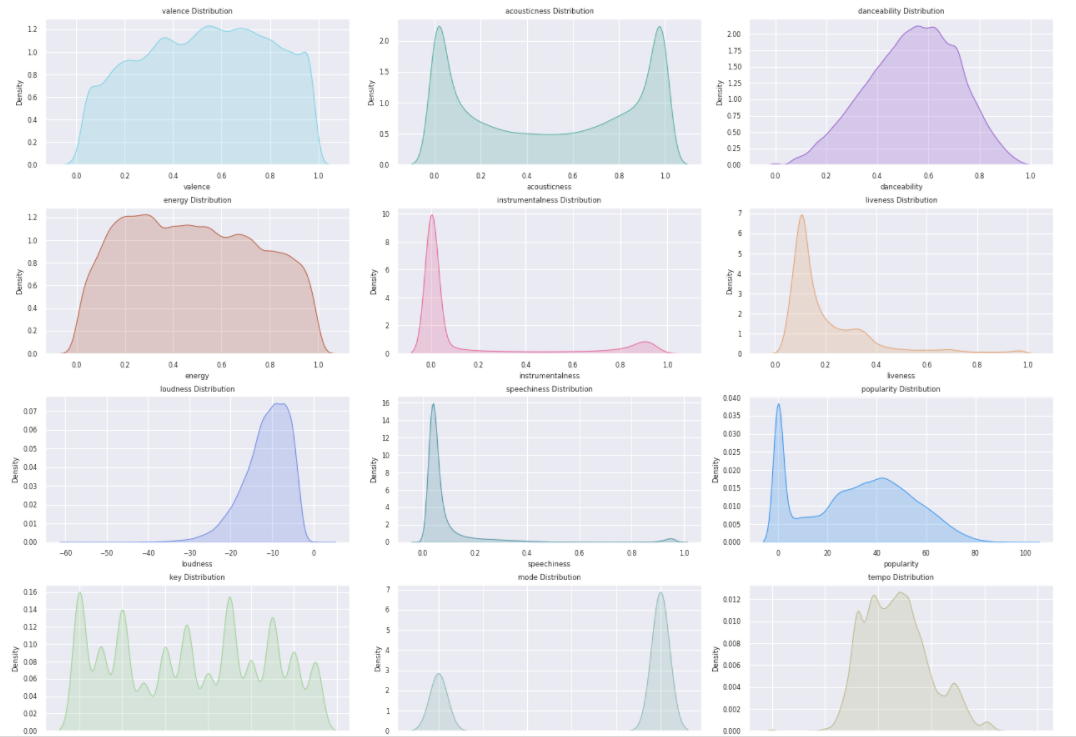 valence Distribution
Density
1.2
1.0
0.8
0.6
0.4
0.2
0.0
0.0 0.2 0.4 0.6 0.8 1.0
valence
acousticness Distribution
Density
2.0
1.5
1.0
0.5
0.0
0.0 0.2 0.4 0.6 0.8 1.0
acousticness
danceability Distribution
Density
2.00
1.75
1.50
1.25
1.00
0.75
0.50
0.25
0.00
0.0 0.2 0.4 0.6 0.8 1.0
danceability
energy Distribution
Density
1.2
1.0
0.8
0.6
0.4
0.2
0.0
0.0 0.2 0.4 0.6 0.8 1.0
energy
instrumentalness Distribution
Density
10
8
6
4
2
0
0.0 0.2 0.4 0.6 0.8 1.0
instrumentalness
liveness Distribution
Density
7
6
5
4
3
2
1
0
0.0 0.2 0.4 0.6 0.8 1.0
liveness
loudness Distribution
Density
0.07
0.06
0.05
0.04
0.03
0.02
0.01
0.00
−60 −50 −40 −30 −20 −10 0
loudness
speechiness Distribution
Density
16
14
12
10
8
6
4
2
0
0.0 0.2 0.4 0.6 0.8 1.0
speechiness
popularity Distribution
Density
0.040
0.035
0.030
0.025
0.020
0.015
0.010
0.005
0.000
0 20 40 60 80 100
popularity
key Distribution
Density
0.16
0.14
0.12
0.10
0.08
0.06
0.04
0.02
0.00
mode Distribution
Density
7
6
5
4
3
2
1
0
tempo Distribution
Density
0.012
0.010
0.008
0.006
0.004
0.002
0.000